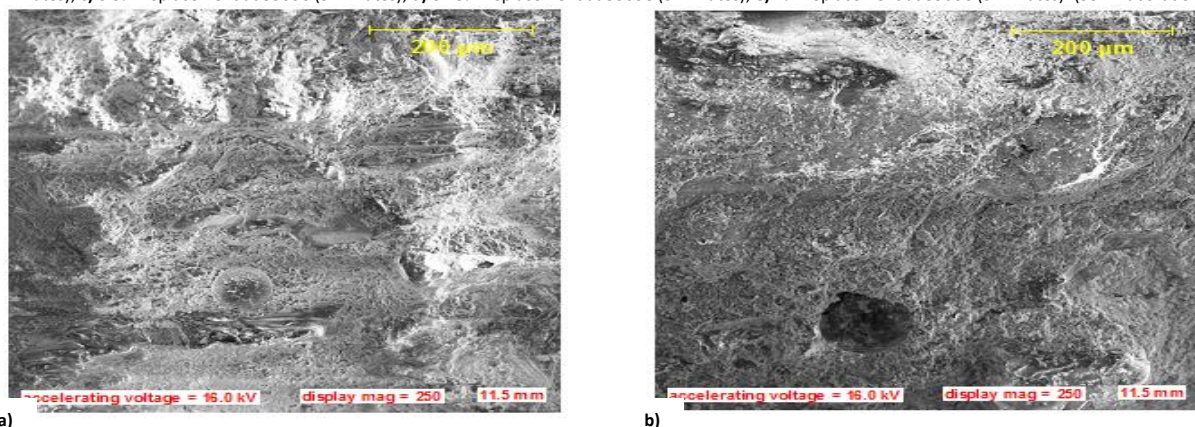 200 µm 200 µm
accelerating voltage = 16.0 kV display mag = 250 11.5 mm accelerating voltage = 16.0 kV display mag = 250 11.5 mm
a) b)